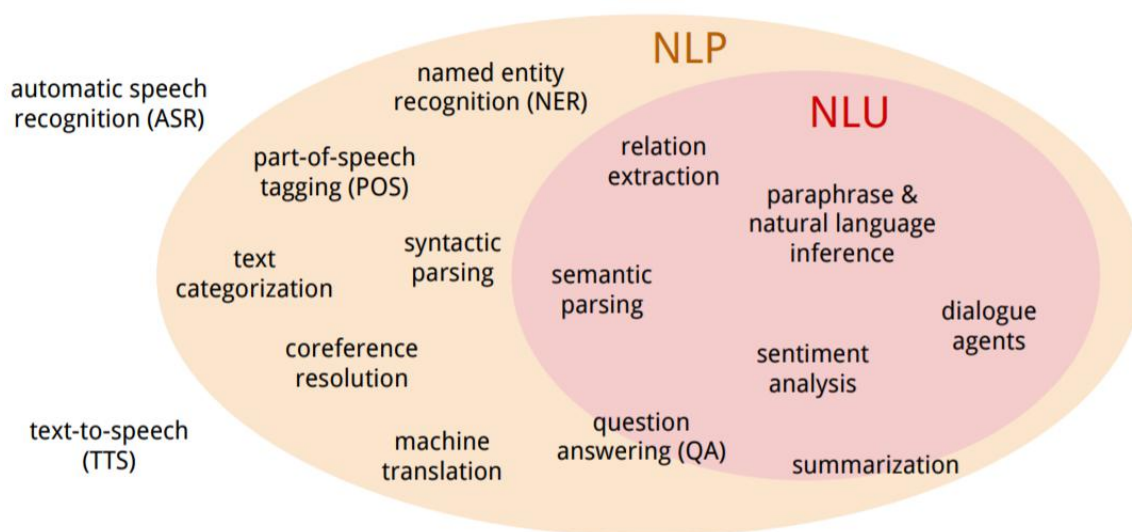 NLP
named entity
recognition (NER)
automatic speech
recognition (ASR)
NLU
relation
extraction
part-of-speech
tagging (POS)
paraphrase &
natural language
inference
syntactic
parsing
text
categorization
semantic
parsing
dialogue
agents
coreference
resolution
sentiment
analysis
text-to-speech
(TTS)
machine
translation
question
answering (QA)
summarization